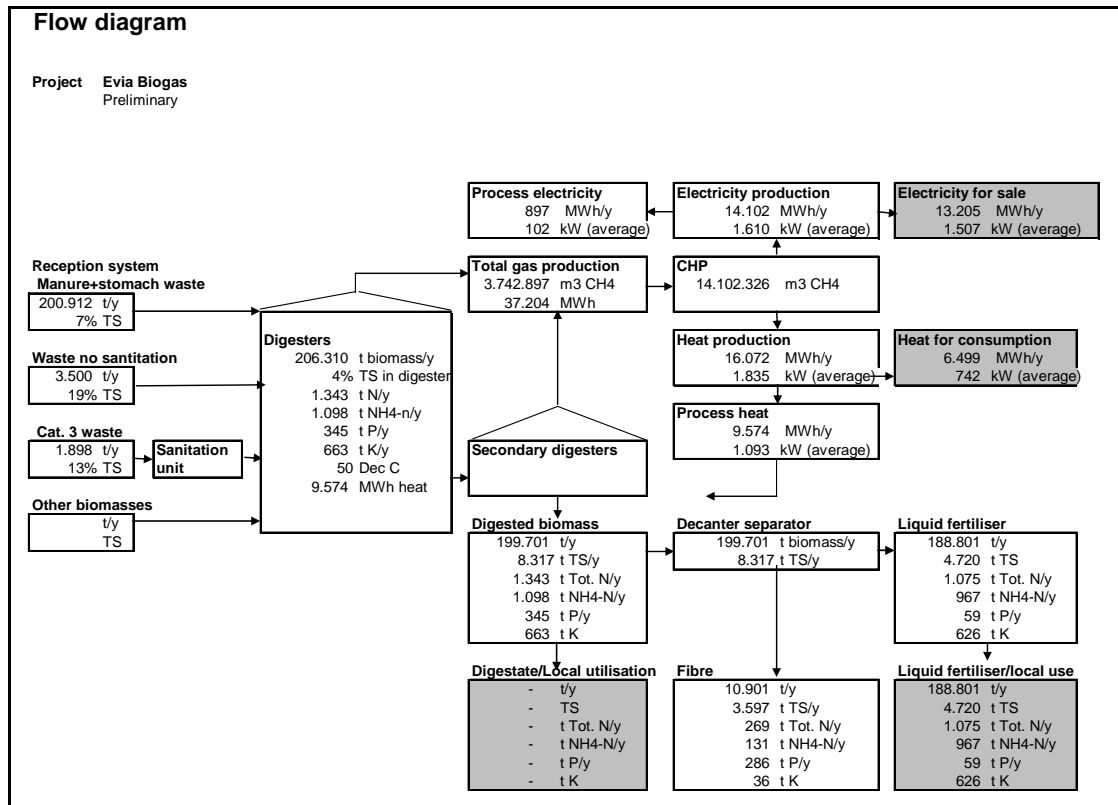 Flow diagram
Project Evia Biogas
Preliminary
Process electricity
897 MWh/y
102 kW (average)
Electricity production
14.102 MWh/y
1.610 kW (average)
Electricity for sale
13.205 MWh/y
1.507 kW (average)
Reception system
Manure+stomach waste
200.912 t/y
7% TS
Total gas production
3.742.897 m3 CH4
37.204 MWh
CHP
14.102.326 m3 CH4
Waste no santitation
3.500 t/y
19% TS
Digesters
206.310 t biomass/y
4% TS in digester
1.343 t N/y
1.098 t NH4-n/y
345 t P/y
663 t K/y
50 Dec C
9.574 MWh heat
Heat production
16.072 MWh/y
1.835 kW (average)
Heat for consumption
6.499 MWh/y
742 kW (average)
Process heat
9.574 MWh/y
1.093 kW (average)
Cat. 3 waste
1.898 t/y
13% TS
Sanitation
unit
Secondary digesters
Other biomasses
t/y
TS
Digested biomass
199.701 t/y
8.317 t TS/y
1.343 t Tot. N/y
1.098 t NH4-N/y
345 t P/y
663 t K
Decanter separator
199.701 t biomass/y
8.317 t TS/y
Liquid fertiliser
188.801 t/y
4.720 t TS
1.075 t Tot. N/y
967 t NH4-N/y
59 t P/y
626 t K
Digestate/Local utilisation
- t/y
- TS
- t Tot. N/y
- t NH4-N/y
- t P/y
- t K
Fibre
10.901 t/y
3.597 t TS/y
269 t Tot. N/y
131 t NH4-N/y
286 t P/y
36 t K
Liquid fertiliser/local use
188.801 t/y
4.720 t TS
1.075 t Tot. N/y
967 t NH4-N/y
59 t P/y
626 t K